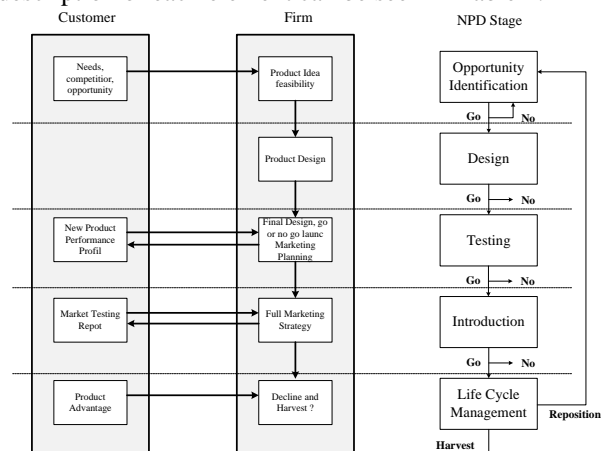 Customer
Firm
NPD Stage
Needs,
competitior,
opportunity
Product Idea
feasibility
Opportunity
Identification
Go
No
Product Design
Design
Go
No
New Product
Performance
Profil
Final Design, go
or no go launc
Marketing
Planning
Testing
Go
No
Market Testing
Repot
Full Marketing
Strategy
Introduction
Go
No
Product
Advantage
Decline and
Harvest ?
Life Cycle
Management
Reposition
Harvest